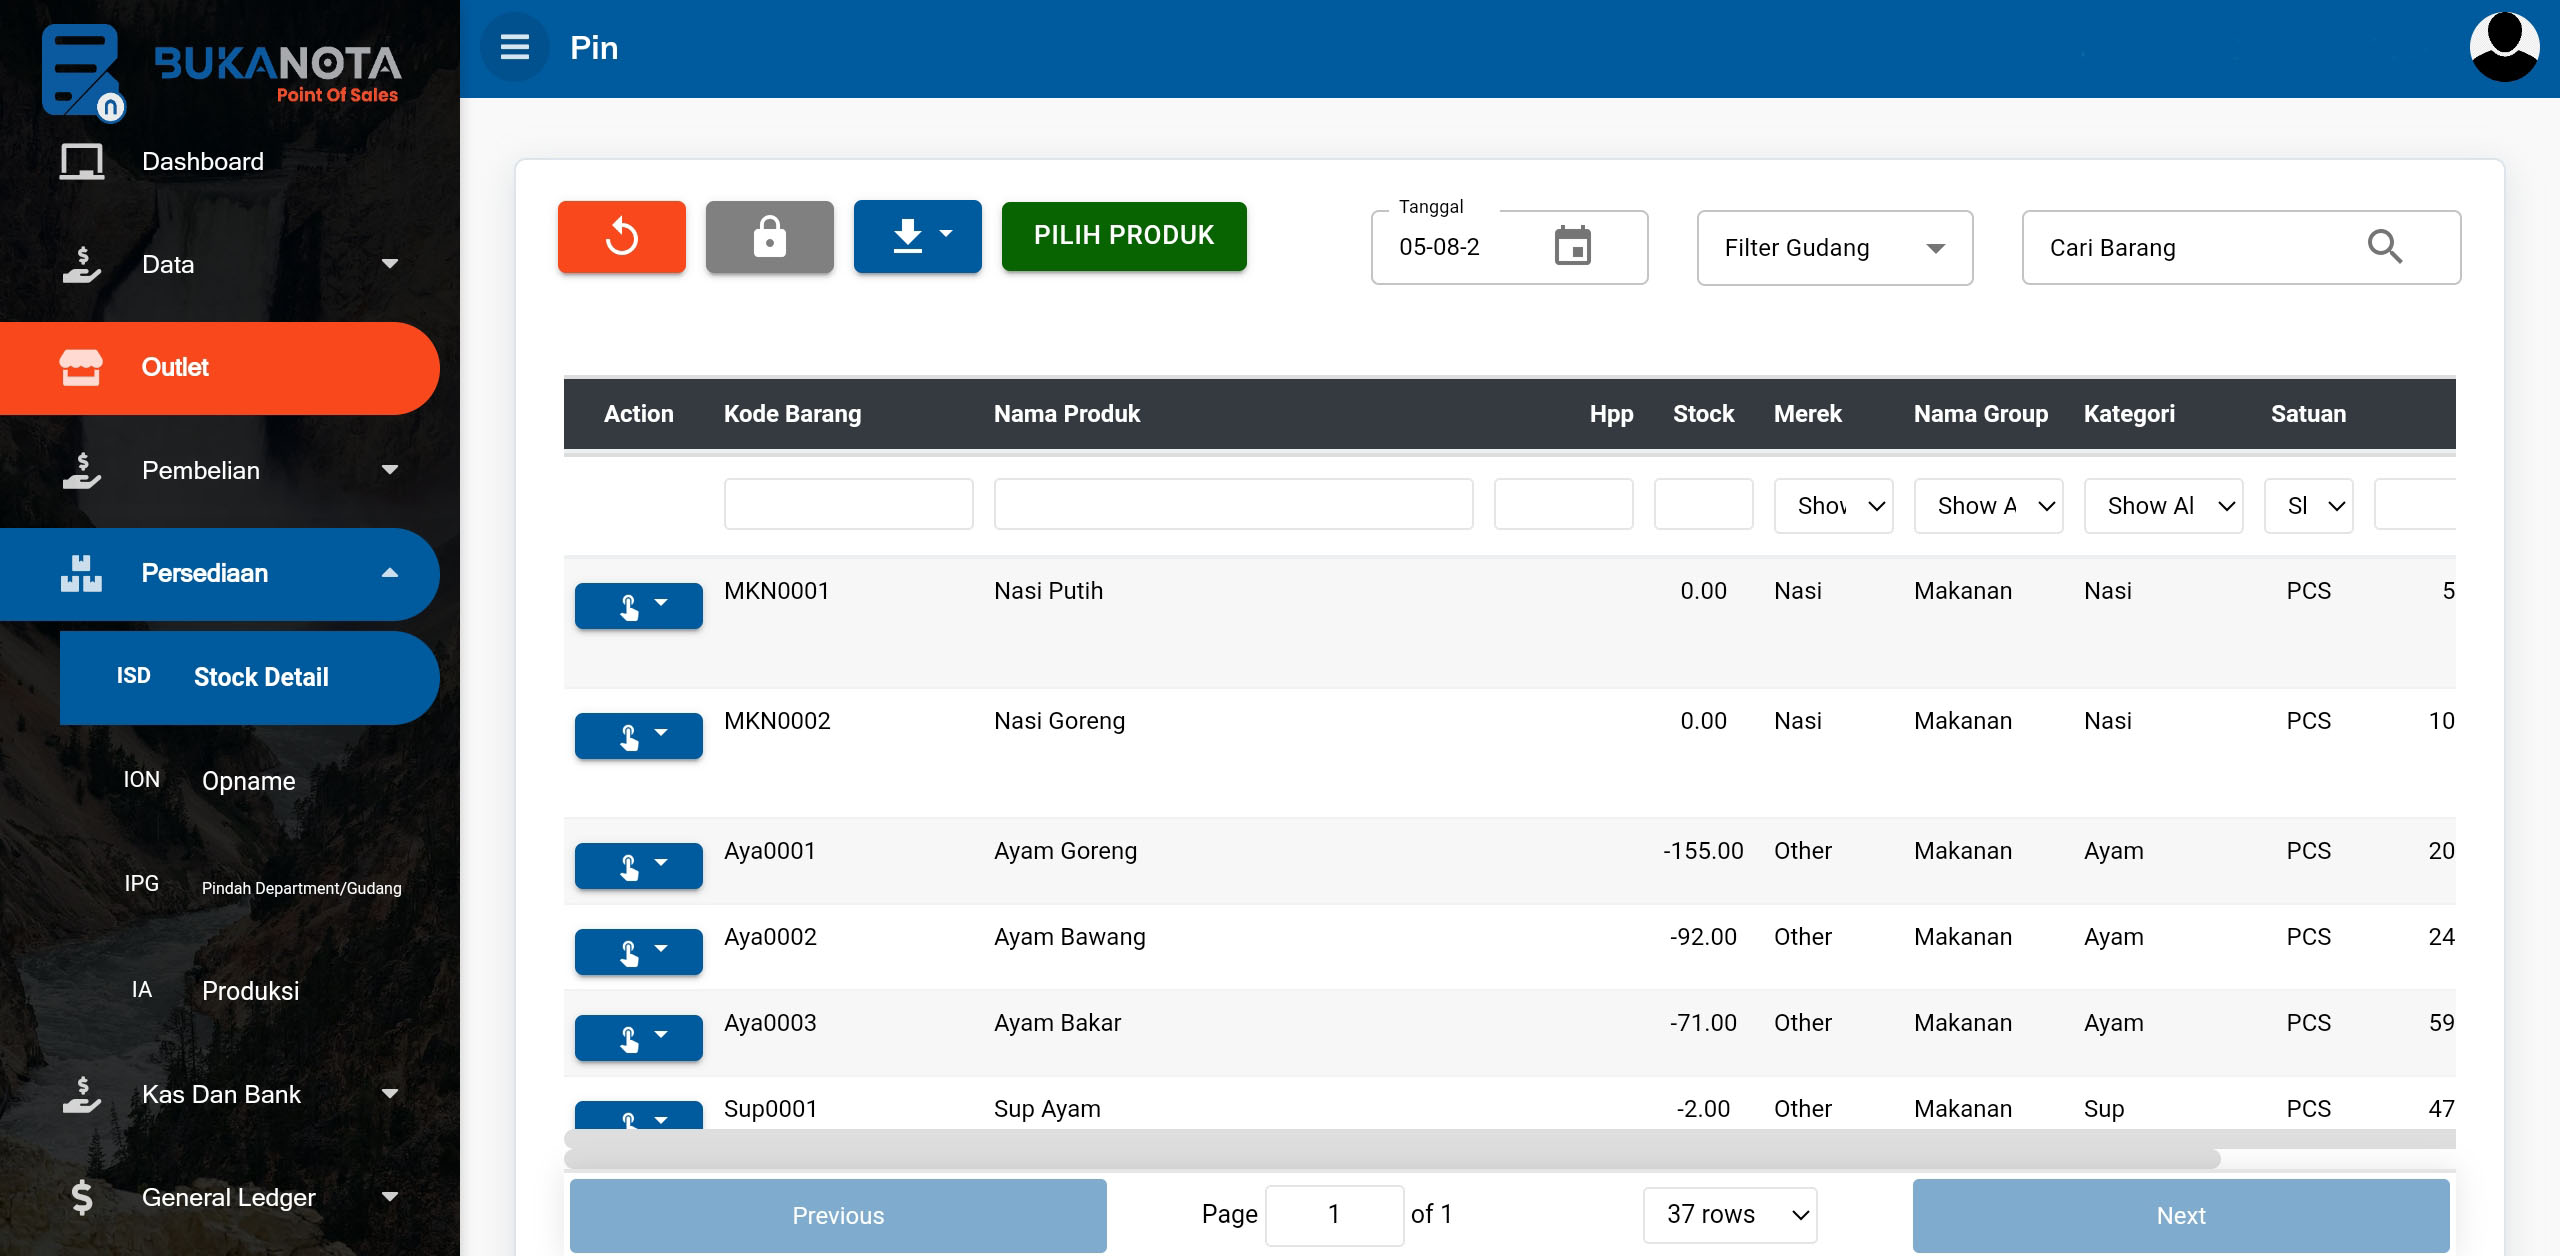 BUKANOTA
Point Of Sales
n
Pin
Dashboard
Data
Outlet
Pembelian
Persediaan
ISD Stock Detail
ION Opname
IPG Pindah Department/Gudang
IA Produksi
Kas Dan Bank
General Ledger
PILIH PRODUK
Tanggal
05-08-2
Filter Gudang
Cari Barang
Action Kode Barang Nama Produk Hpp Stock Merek Nama Group Kategori Satuan
Show A
Show Al
MKN0001 Nasi Putih 0.00 Nasi Makanan Nasi PCS 5
MKN0002 Nasi Goreng 0.00 Nasi Makanan Nasi PCS 10
Aya0001 Ayam Goreng -155.00 Other Makanan Ayam PCS 20
Aya0002 Ayam Bawang -92.00 Other Makanan Ayam PCS 24
Aya0003 Ayam Bakar -71.00 Other Makanan Ayam PCS 59
Sup0001 Sup Ayam -2.00 Other Makanan Sup PCS 47
Previous Page 1 of 1 37 rows Next